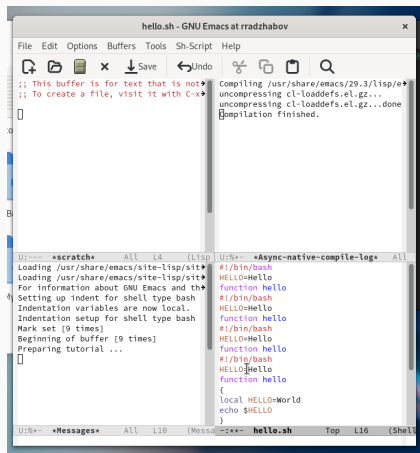 hello.sh - GNU Emacs at rradzhabov
File Edit Options Buffers Tools Sh-Script Help
Save Undo
;; This buffer is for text that is not
;; To create a file, visit it with C-x
U:--- *scratch* All L4 (Lisp
Compiling /usr/share/emacs/29.3/lisp/e
uncompressing cl-loaddefs.el.gz...
uncompressing cl-loaddefs.el.gz...done
Compilation finished.
U:%*- *Async-native-compile-log* All
Loading /usr/share/emacs/site-lisp/sit
Loading /usr/share/emacs/site-lisp/sit
For information about GNU Emacs and th
Setting up indent for shell type bash
Indentation variables are now local.
Indentation setup for shell type bash
Mark set [9 times]
Beginning of buffer [9 times]
Preparing tutorial ...
U:%*- *Messages* All L10 (Messa
#!/bin/bash
HELLO=Hello
function hello
#!/bin/bash
HELLO=Hello
function hello
#!/bin/bash
HELLO=Hello
function hello
#!/bin/bash
HELLO=Hello
function hello
{
local HELLO=World
echo $HELLO
}
-:**- hello.sh Top L16 (Shell